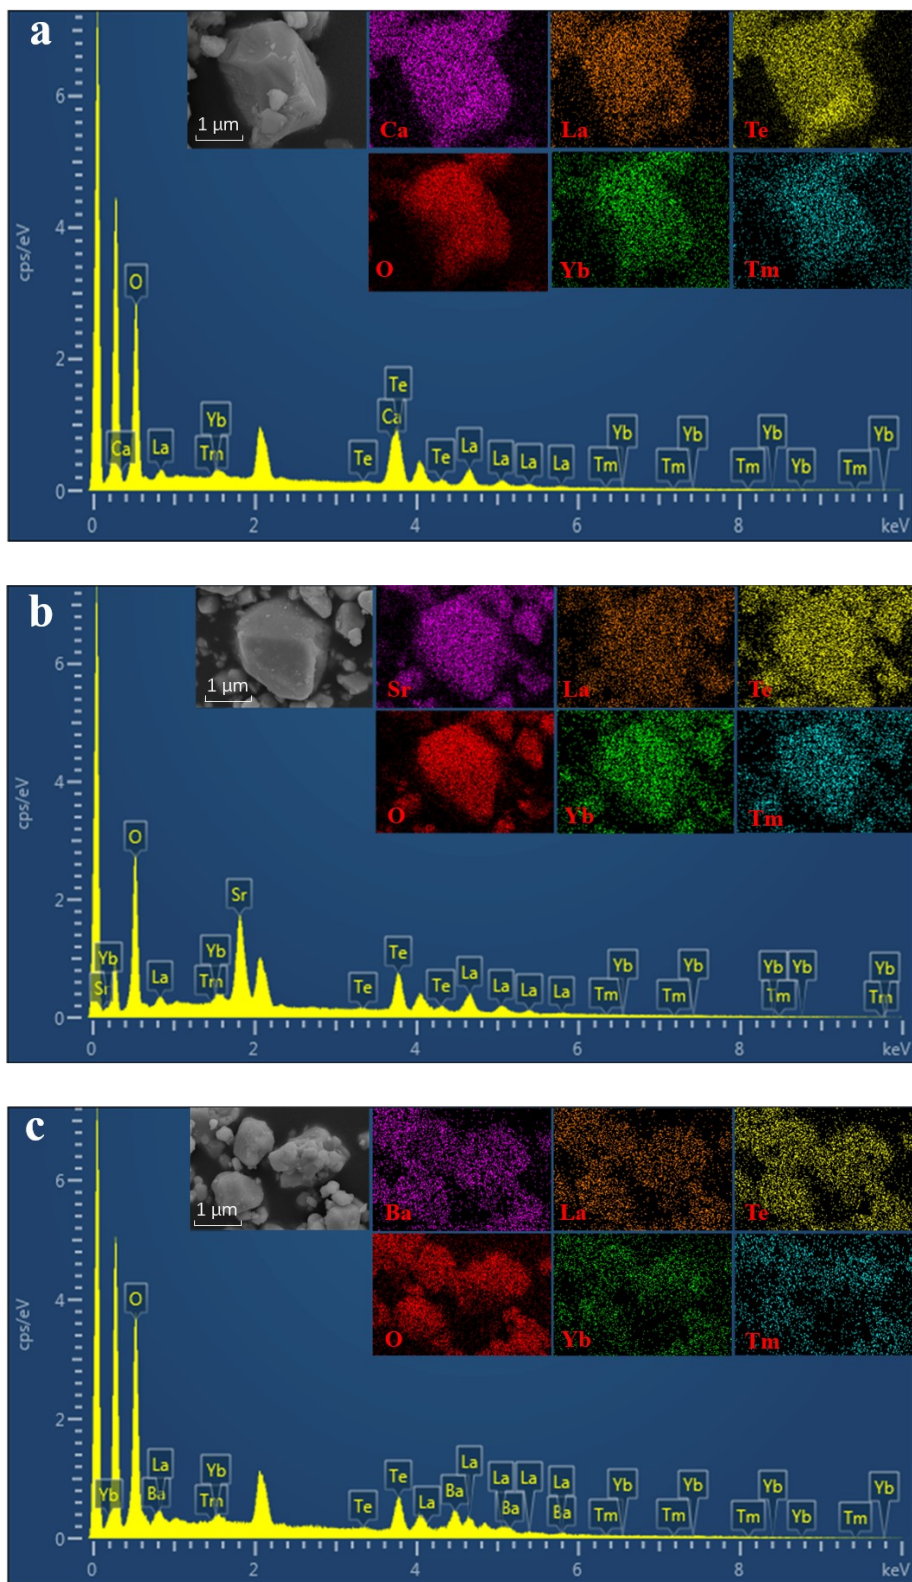 a
1 μm
Ca
La
Te
O
Yb
Tm
cps/eV
6
4
2
0
O
Te
Ca
Yb
Ca La Tm Te Te La La La La Tm Yb Tm Yb Tm Yb Yb Tm Yb
0 2 4 6 8 keV
b
1 μm
Sr
La
Te
O
Yb
Tm
cps/eV
6
4
2
0
O
Sr
Yb Yb Te La Yb Yb Yb Yb Yb
Sr La Tm Te Te La La La Tm Tm Tm Tm
0 2 4 6 8 keV
c
1 μm
Ba
La
Te
O
Yb
Tm
cps/eV
6
4
2
0
O
La Yb Te La La La La Yb Yb Yb Yb
Yb Ba Tm Te La Ba Ba Ba Tm Tm Tm Yb Tm
0 2 4 6 8 keV